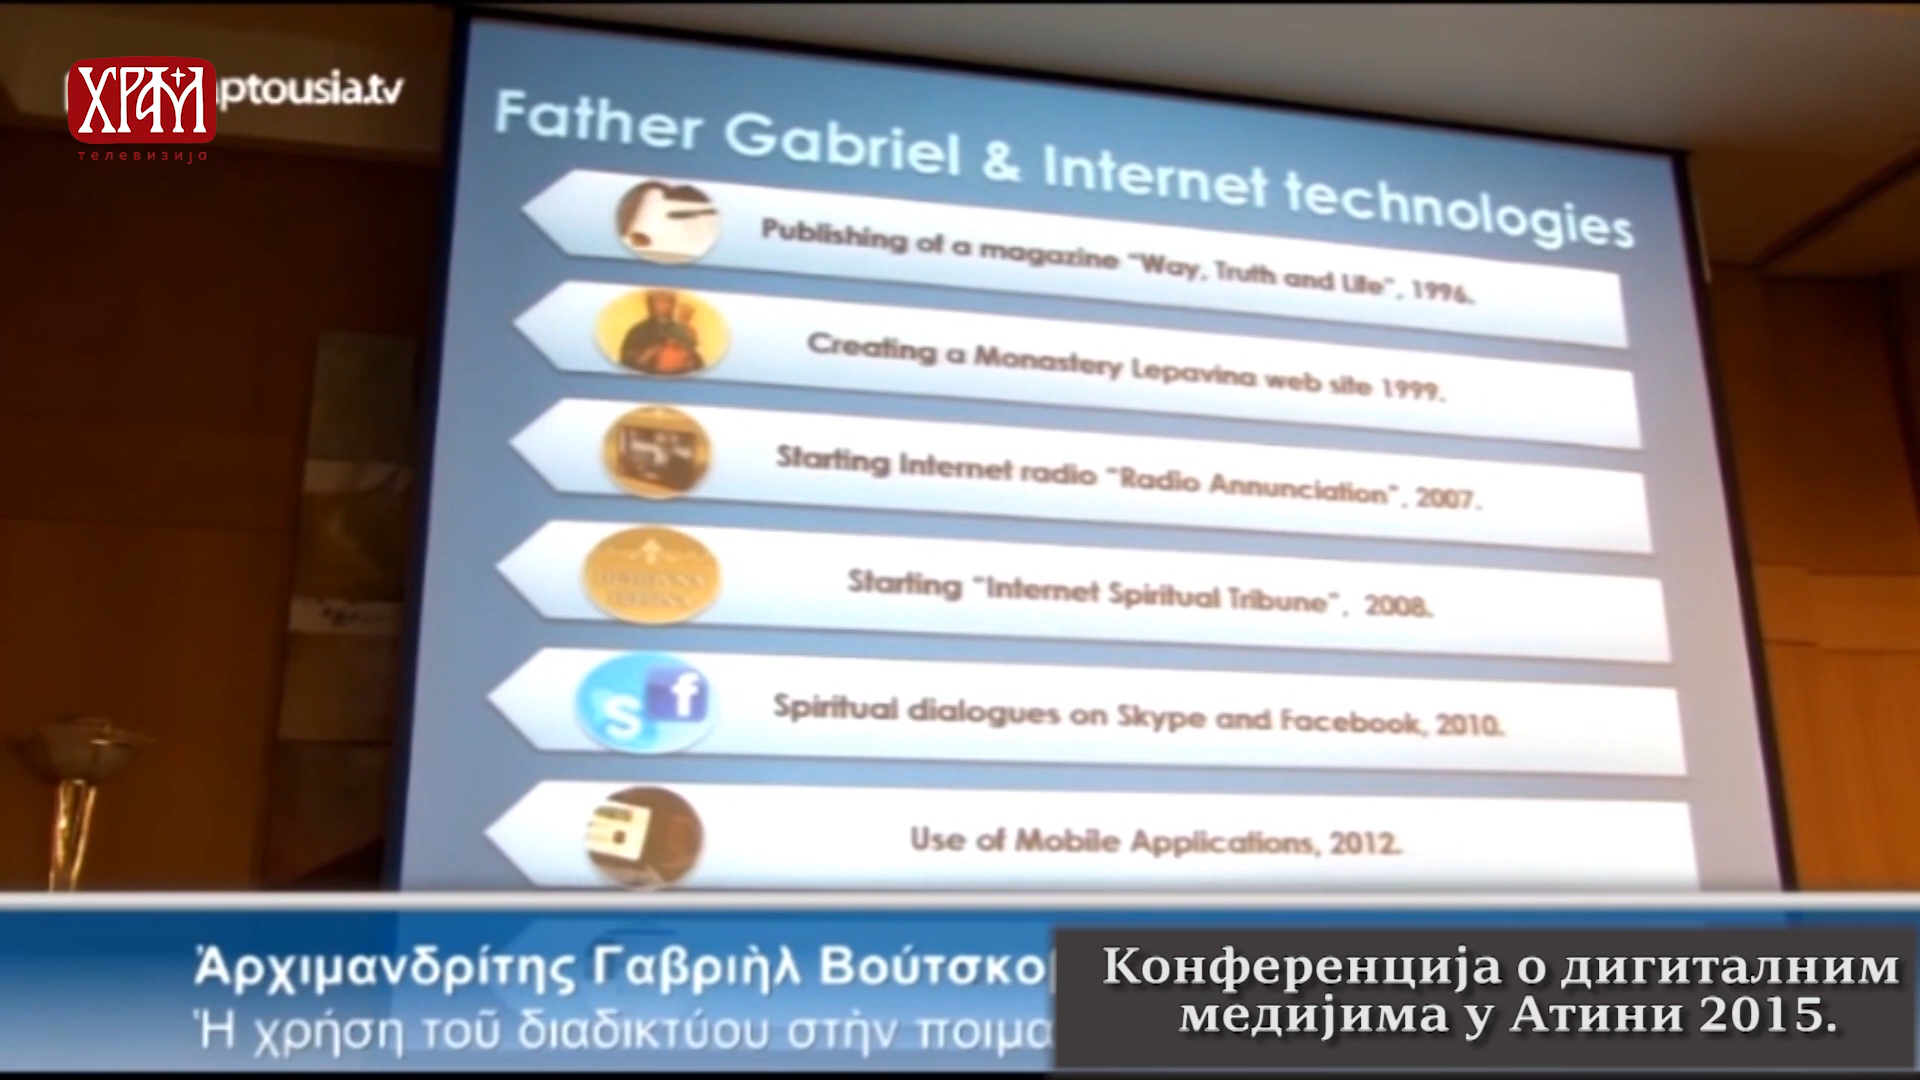 ХРАМ
телевизија
ptousia.tv
Father Gabriel & Internet technologies
Publishing of a magazine "Way, Truth and Life", 1996.
Creating a Monastery Lepavina web site 1999.
Starting Internet radio "Radio Annunciation", 2007.
Starting "Internet Spiritual Tribune", 2008.
Spiritual dialogues on Skype and Facebook, 2010.
Use of Mobile Applications, 2012.
Ἀρχιμανδρίτης Γαβριὴλ Βούτσκο
Ἡ χρήση τοῦ διαδικτύου στὴν ποιμα
Конференција о дигиталним
медијима у Атини 2015.